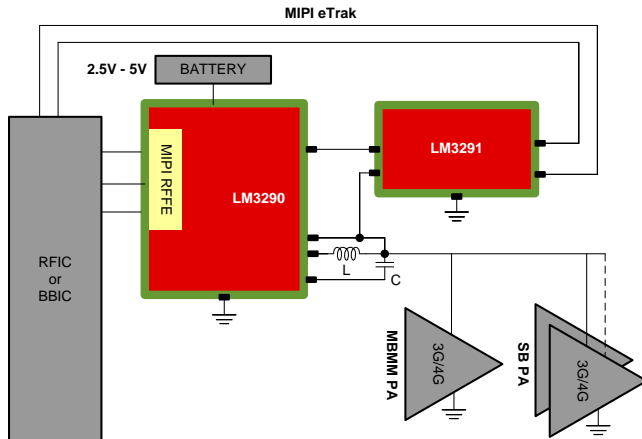 MIPI eTrak
2.5V - 5V
BATTERY
MIPI RFFE
LM3290
LM3291
RFIC
or
BBIC
L
C
MBMM PA
3G/4G
SB PA
3G/4G